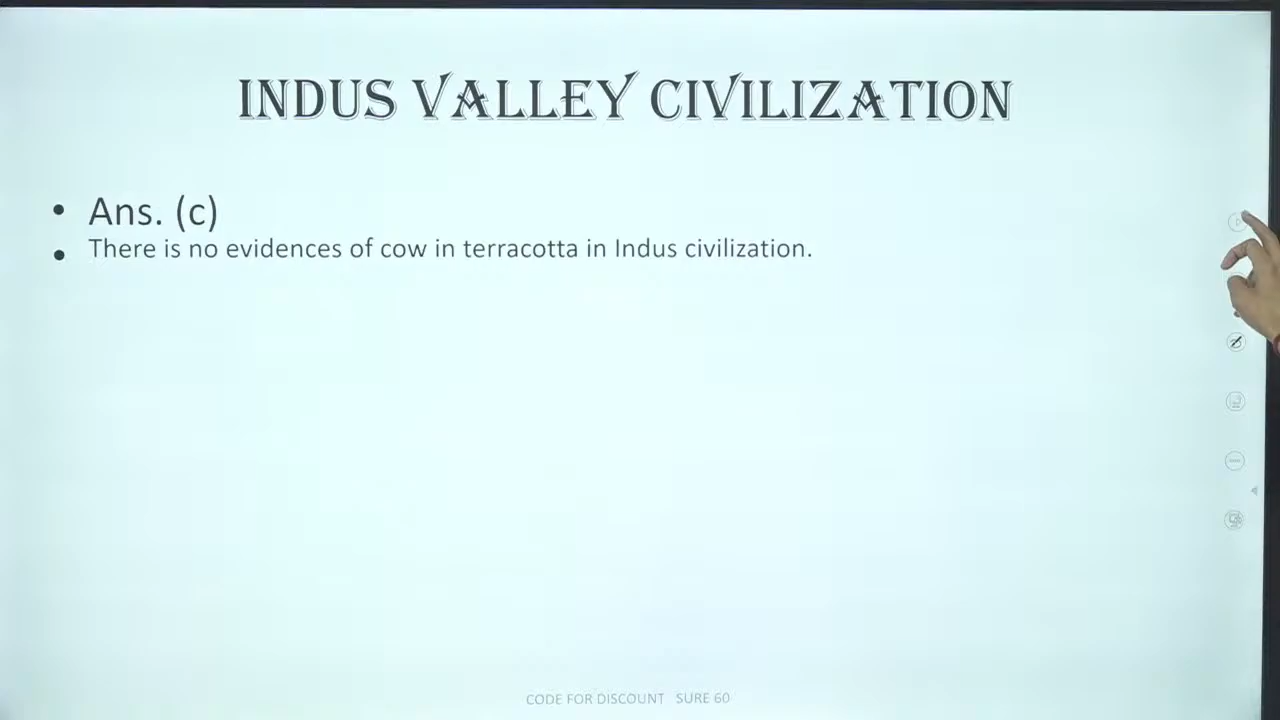 INDUS VALLEY CIVILIZATION
• Ans. (c)
• There is no evidences of cow in terracotta in Indus civilization.
CODE FOR DISCOUNT SURE 60